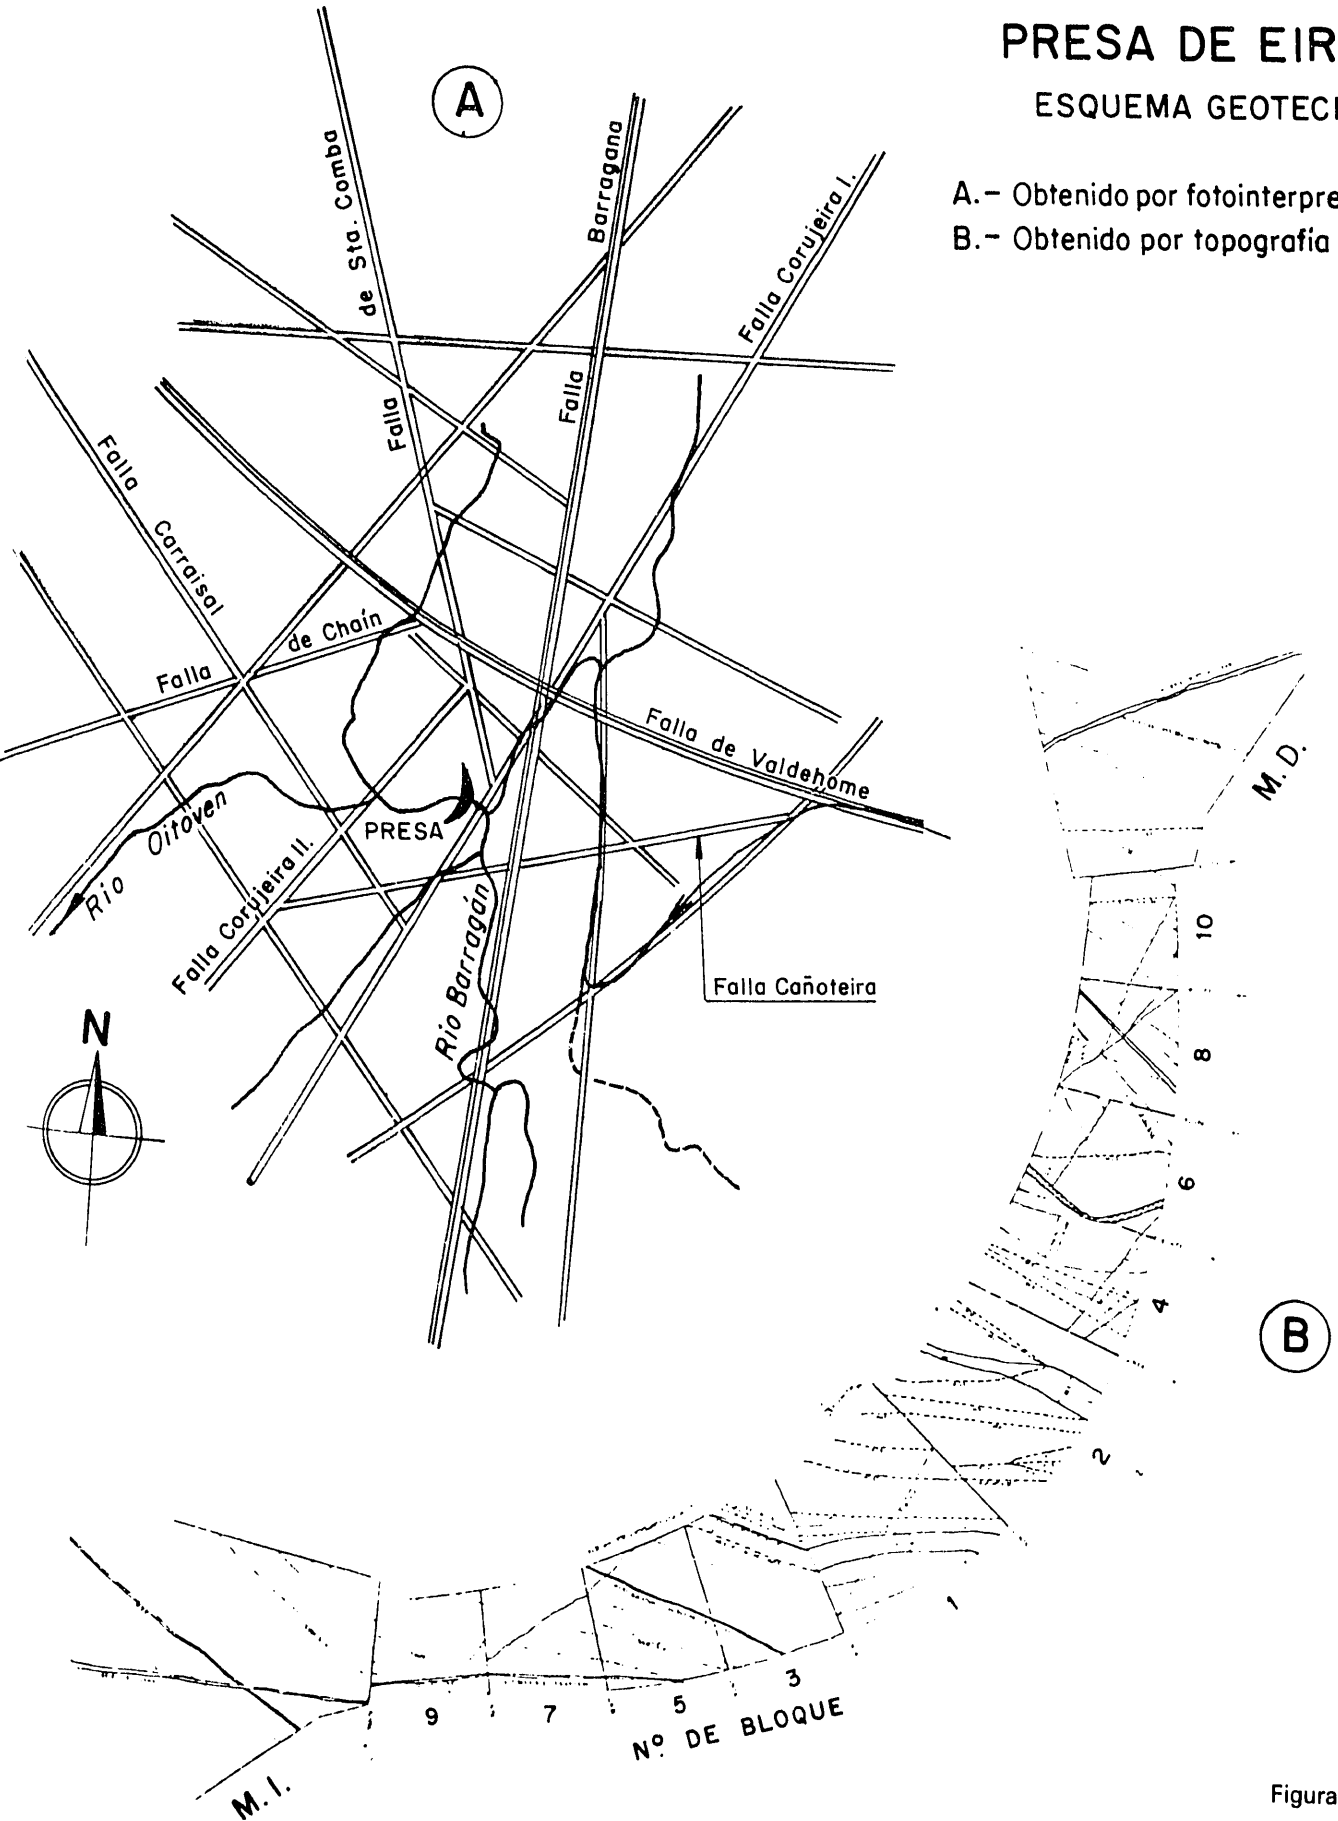 PRESA DE EIR
ESQUEMA GEOTEC
A.- Obtenido por fotointerpre
B.- Obtenido por topografía
A
Falla de Sta. Comba
Falla Barragana
Falla Corujeira I.
Falla Carraisal
Falla de Chaín
Falla de Valdehome
PRESA
Rio Oitoven
Falla Corujeira II.
Rio Barragán
Falla Cañoteira
N
M. D.
10
8
6
4
2
1
3
5
7
9
Nº DE BLOQUE
M. I.
B
Figura